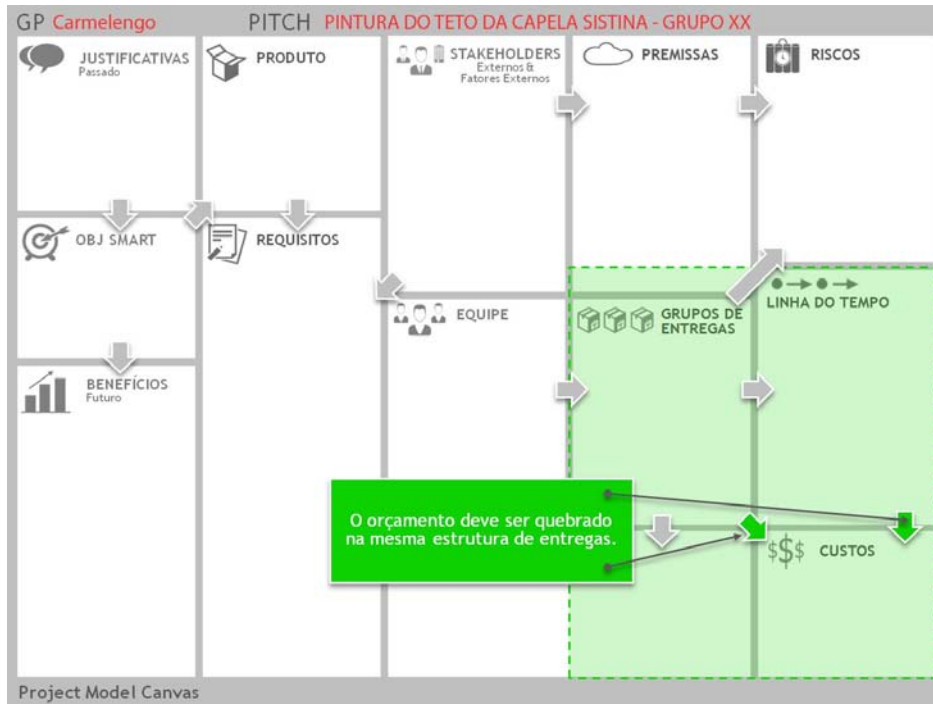 GP Carmelengo PITCH PINTURA DO TETO DA CAPELA SISTINA - GRUPO XX
JUSTIFICATIVAS
Passado
PRODUTO
STAKEHOLDERS
Externos &
Fatores Externos
PREMISSAS
RISCOS
OBJ SMART
REQUISITOS
EQUIPE
GRUPOS DE
ENTREGAS
LINHA DO TEMPO
BENEFÍCIOS
Futuro
O orçamento deve ser quebrado
na mesma estrutura de entregas.
$$$ CUSTOS
Project Model Canvas